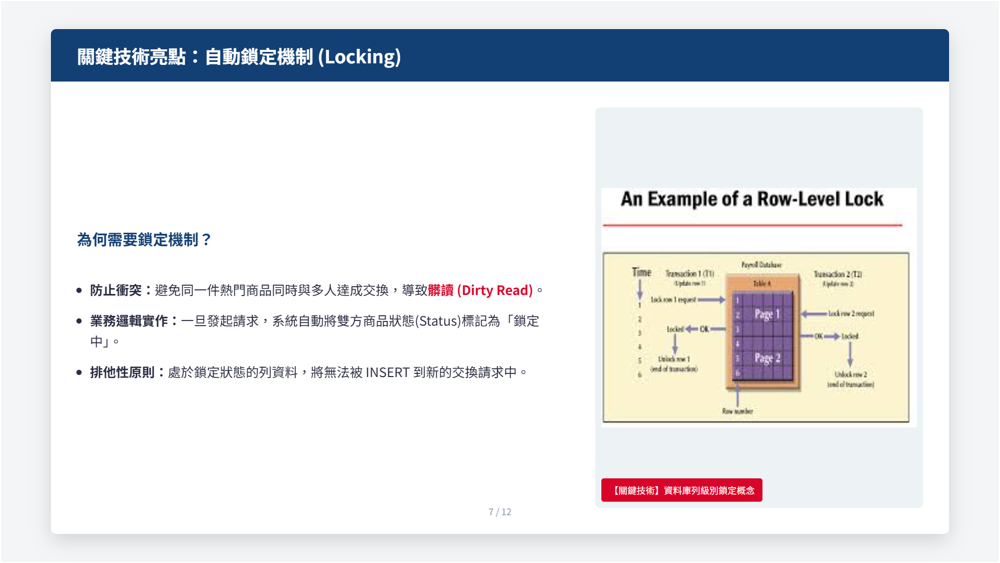 關鍵技術亮點：自動鎖定機制 (Locking)
為何需要鎖定機制？
防止衝突：避免同一件熱門商品同時與多人達成交換，導致髒讀 (Dirty Read)。
業務邏輯實作：一旦發起請求，系統自動將雙方商品狀態(Status)標記為「鎖定
中」。
排他性原則：處於鎖定狀態的列資料，將無法被 INSERT 到新的交換請求中。
An Example of a Row-Level Lock
Payroll Database
Time
Transaction 1 (T1)
(Update row 1)
Table A
Transaction 2 (T2)
(Update row 2)
Lock row 1 request
1
1
2
Page 1
Lock row 2 request
2
3
Locked
OK
3
OK
Locked
4
4
5
Page 2
5
6
6
Unlock row 1
(end of transaction)
Unlock row 2
(end of transaction)
Row number
【關鍵技術】資料庫列級別鎖定概念
7 / 12